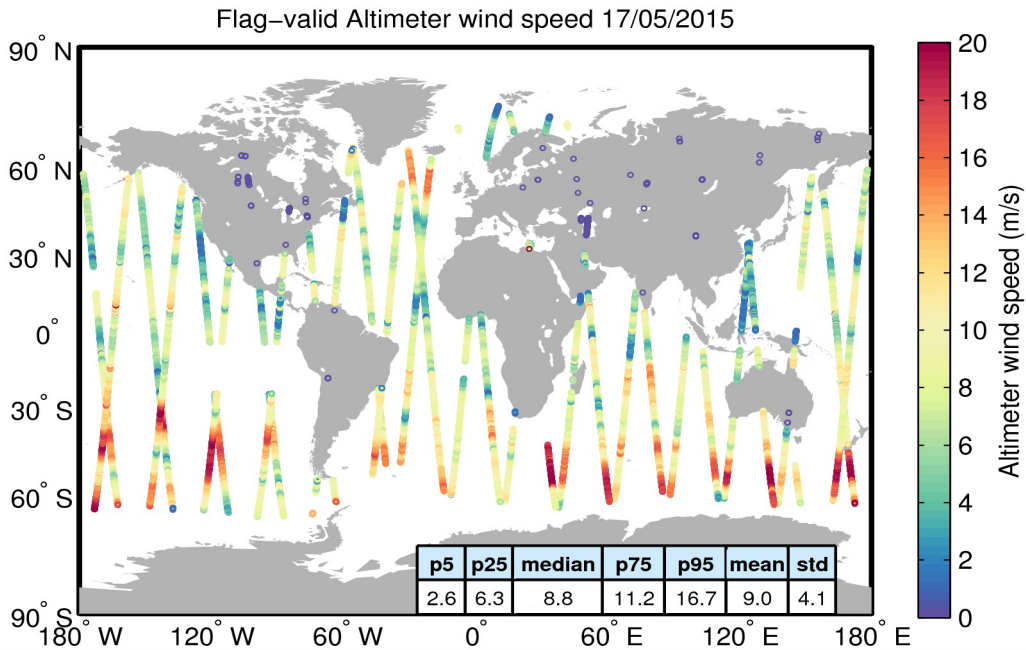 Flag−valid Altimeter wind speed 17/05/2015
90° N
60° N
30° N
0°
30° S
60° S
90° S
180° W
120° W
60° W
0°
60° E
120° E
180° E
p5 p25 median p75 p95 mean std
2.6 6.3 8.8 11.2 16.7 9.0 4.1
20
18
16
14
12
10
8
6
4
2
0
Altimeter wind speed (m/s)